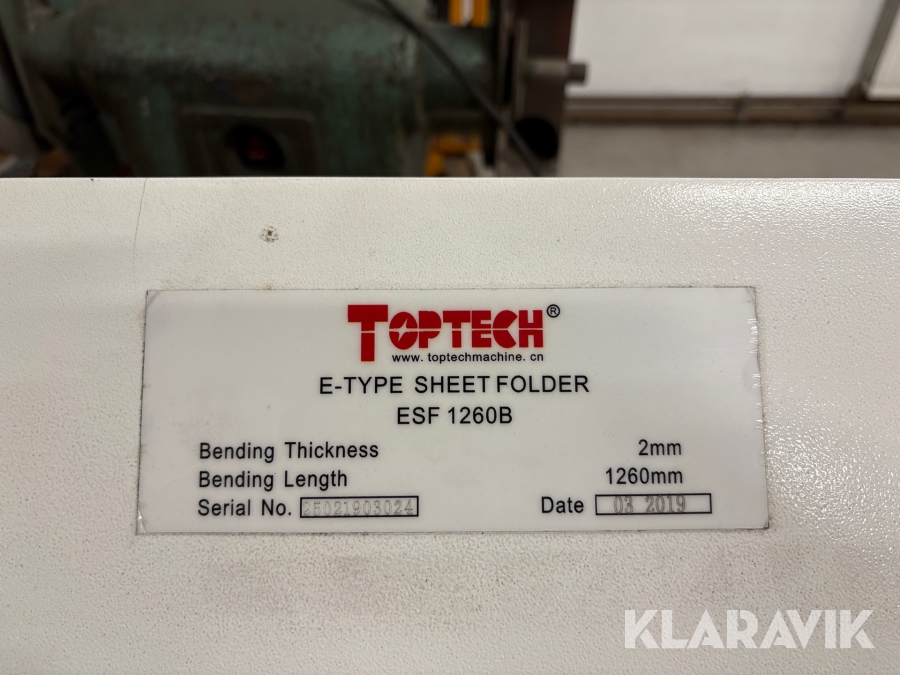 TOPTECH®
www.toptechmachine.cn
E-TYPE SHEET FOLDER
ESF 1260B
Bending Thickness 2mm
Bending Length 1260mm
Serial No. 25021903024 Date 03 2019
KLARAVIK